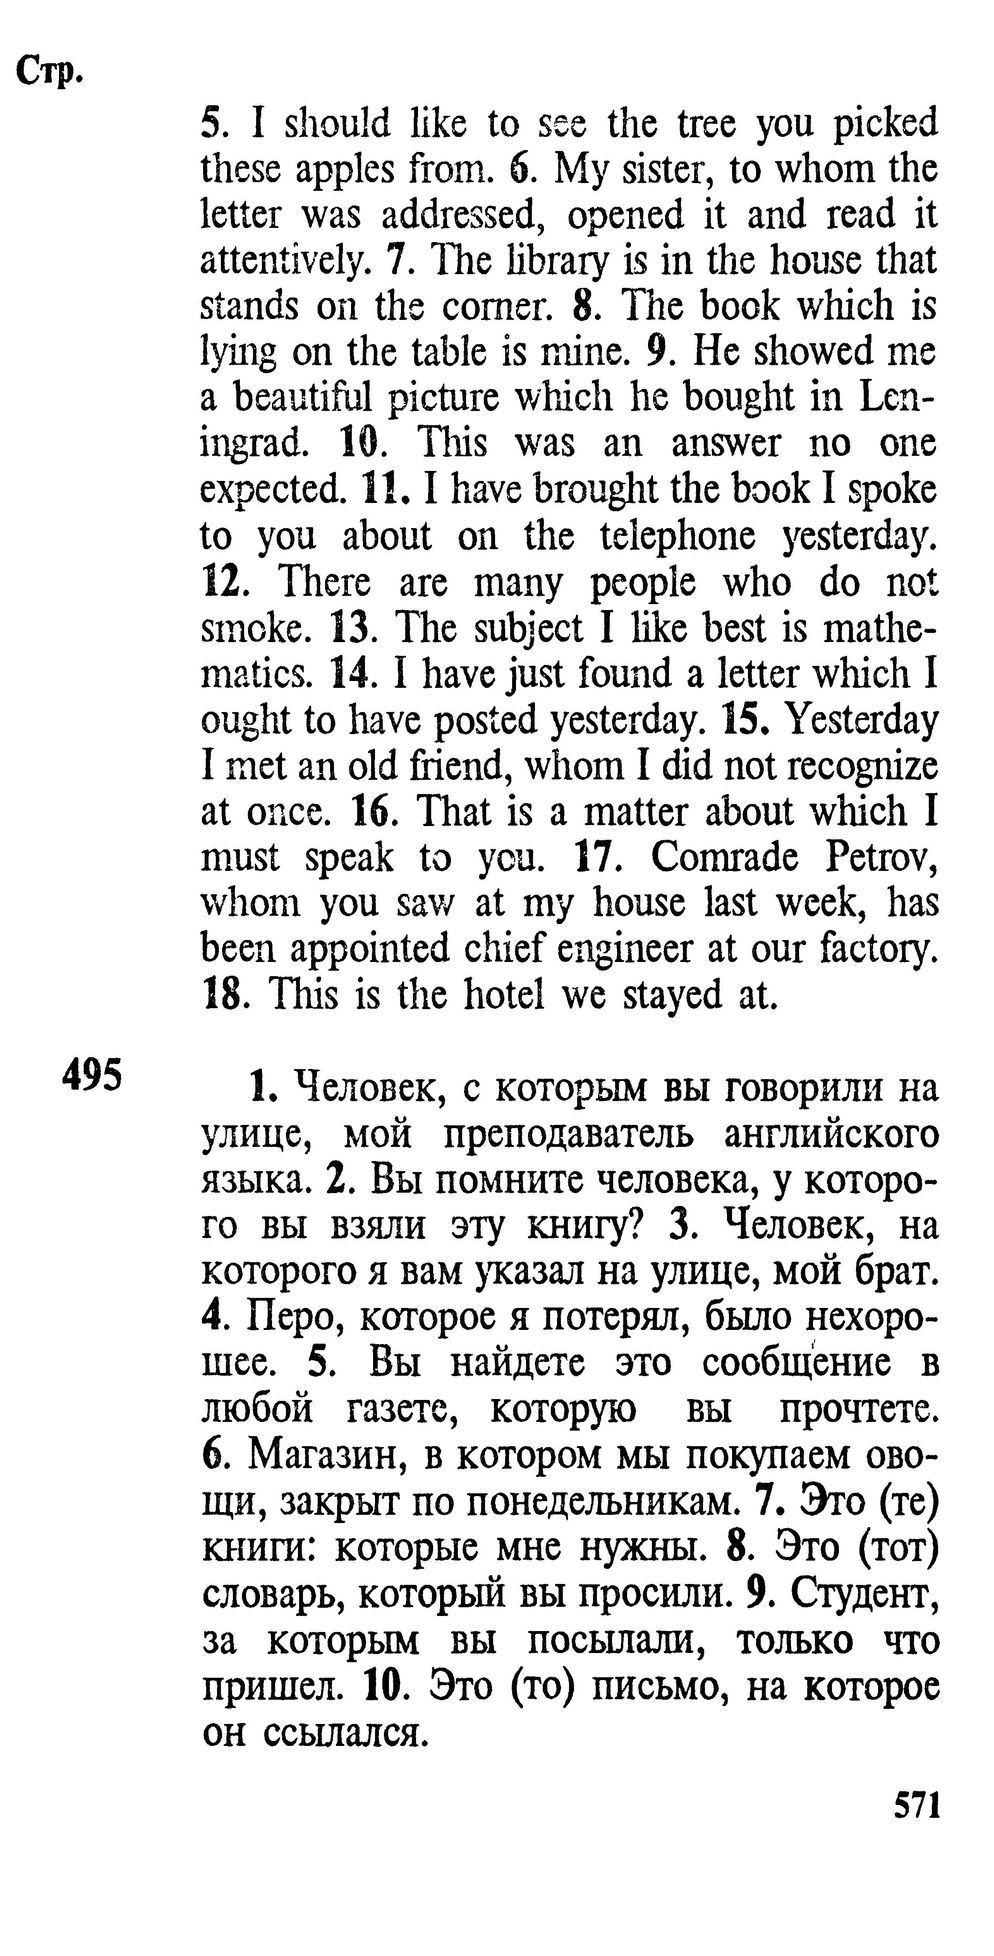 Стр.
5. I should like to see the tree you picked
these apples from. 6. My sister, to whom the
letter was addressed, opened it and read it
attentively. 7. The library is in the house that
stands on the corner. 8. The book which is
lying on the table is mine. 9. He showed me
a beautiful picture which he bought in Len-
ingrad. 10. This was an answer no one
expected. 11. I have brought the book I spoke
to you about on the telephone yesterday.
12. There are many people who do not
smoke. 13. The subject I like best is mathe-
matics. 14. I have just found a letter which I
ought to have posted yesterday. 15. Yesterday
I met an old friend, whom I did not recognize
at once. 16. That is a matter about which I
must speak to you. 17. Comrade Petrov,
whom you saw at my house last week, has
been appointed chief engineer at our factory.
18. This is the hotel we stayed at.
495 1. Человек, с которым вы говорили на
улице, мой преподаватель английского
языка. 2. Вы помните человека, у которо-
го вы взяли эту книгу? 3. Человек, на
которого я вам указал на улице, мой брат.
4. Перо, которое я потерял, было нехоро-
шее. 5. Вы найдете это сообщение в
любой газете, которую вы прочтете.
6. Магазин, в котором мы покупаем ово-
щи, закрыт по понедельникам. 7. Это (те)
книги: которые мне нужны. 8. Это (тот)
словарь, который вы просили. 9. Студент,
за которым вы посылали, только что
пришел. 10. Это (то) письмо, на которое
он ссылался.
571